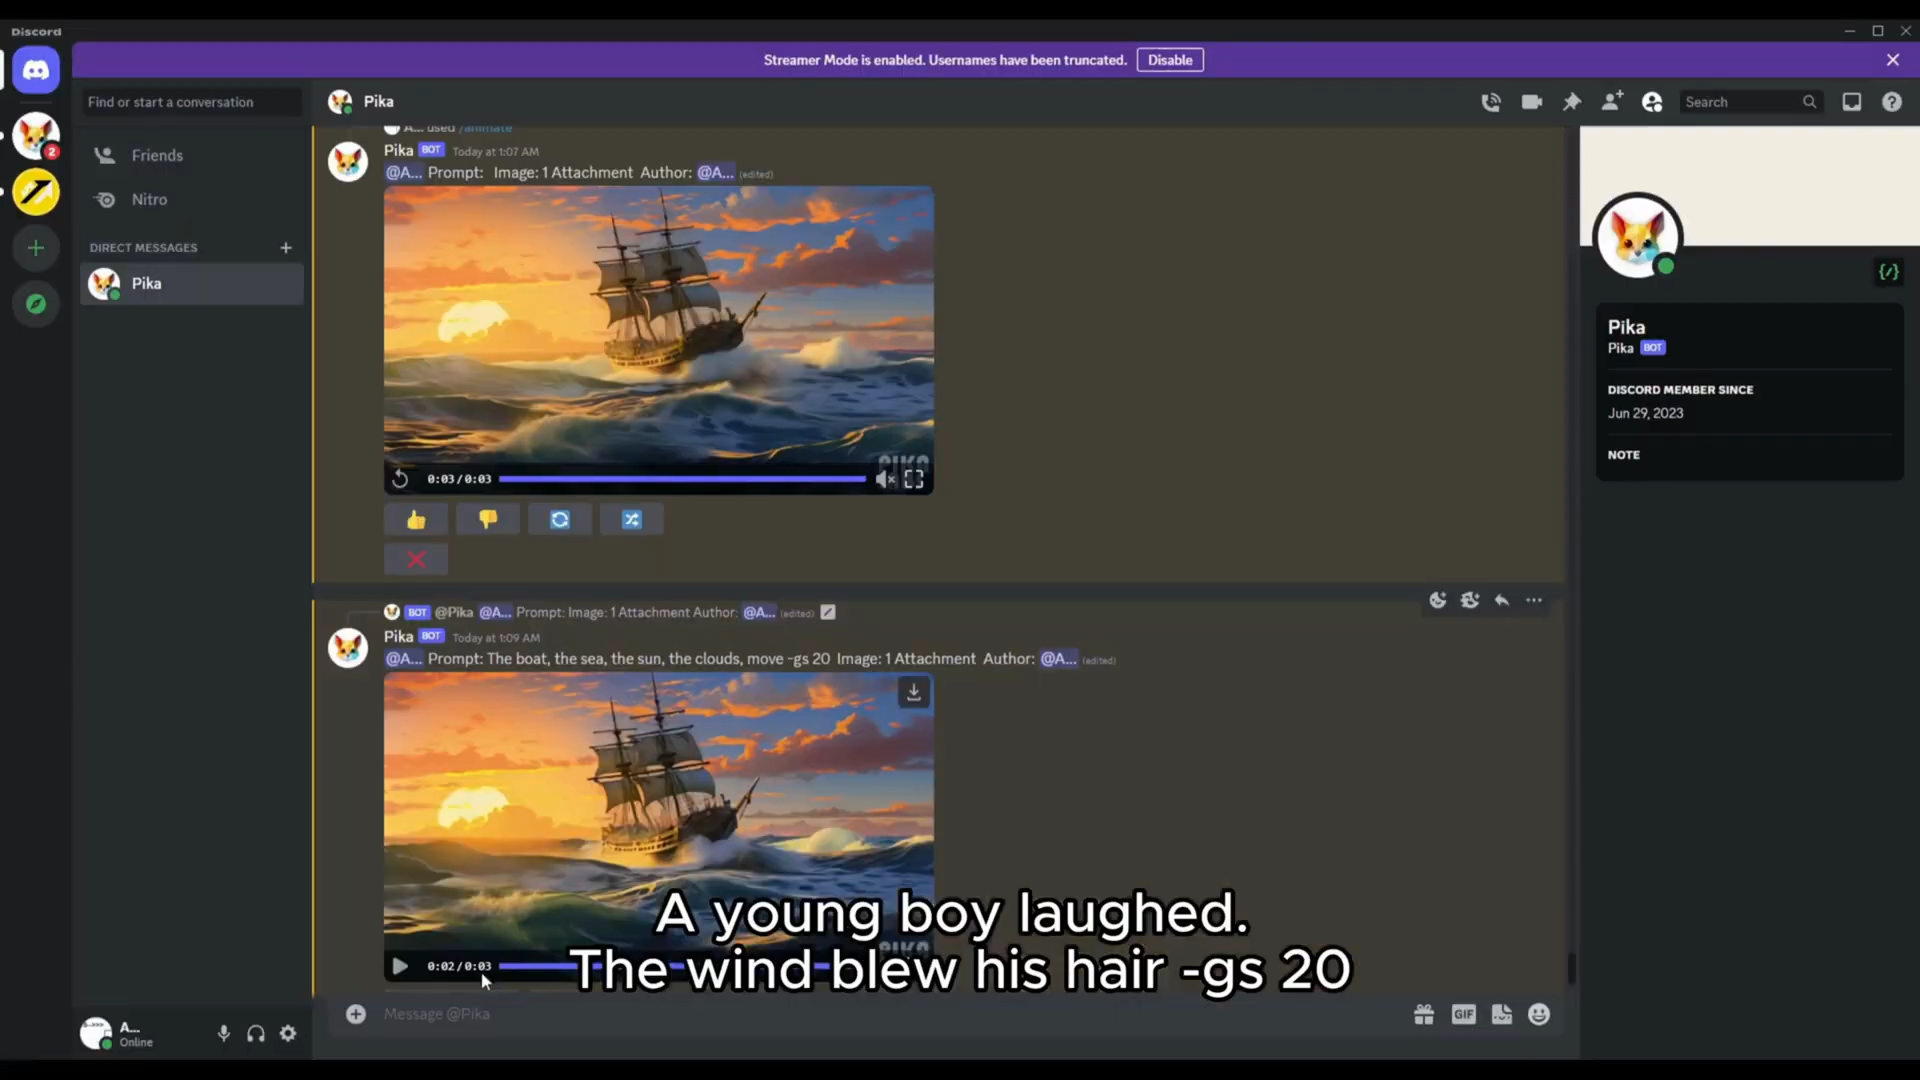 Discord
Streamer Mode is enabled. Usernames have been truncated. Disable
Find or start a conversation
Pika
Search
Friends
Nitro
DIRECT MESSAGES
Pika
A... used /animate
Pika BOT Today at 1:07 AM
@A... Prompt: Image: 1 Attachment Author: @A... (edited)
PIKA
0:03/0:03
BOT @Pika @A... Prompt: Image: 1 Attachment Author: @A... (edited)
Pika BOT Today at 1:09 AM
@A... Prompt: The boat, the sea, the sun, the clouds, move -gs 20 Image: 1 Attachment Author: @A... (edited)
PIKA
0:02/0:03
A young boy laughed.
The wind blew his hair -gs 20
Message @Pika
GIF
A...
Online
2
Pika
Pika BOT
DISCORD MEMBER SINCE
Jun 29, 2023
NOTE